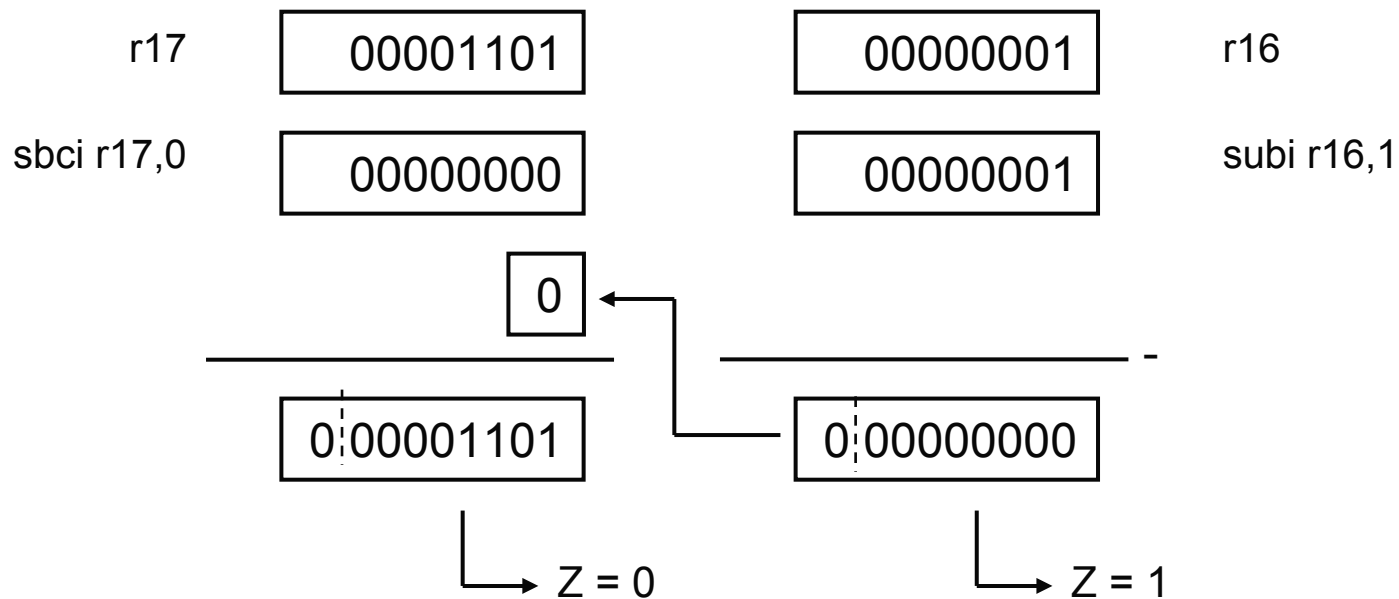 r17 00001101 00000001 r16
sbci r17,0 00000000 00000001 subi r16,1
0
-
0 00001101 0 00000000
Z = 0 Z = 1